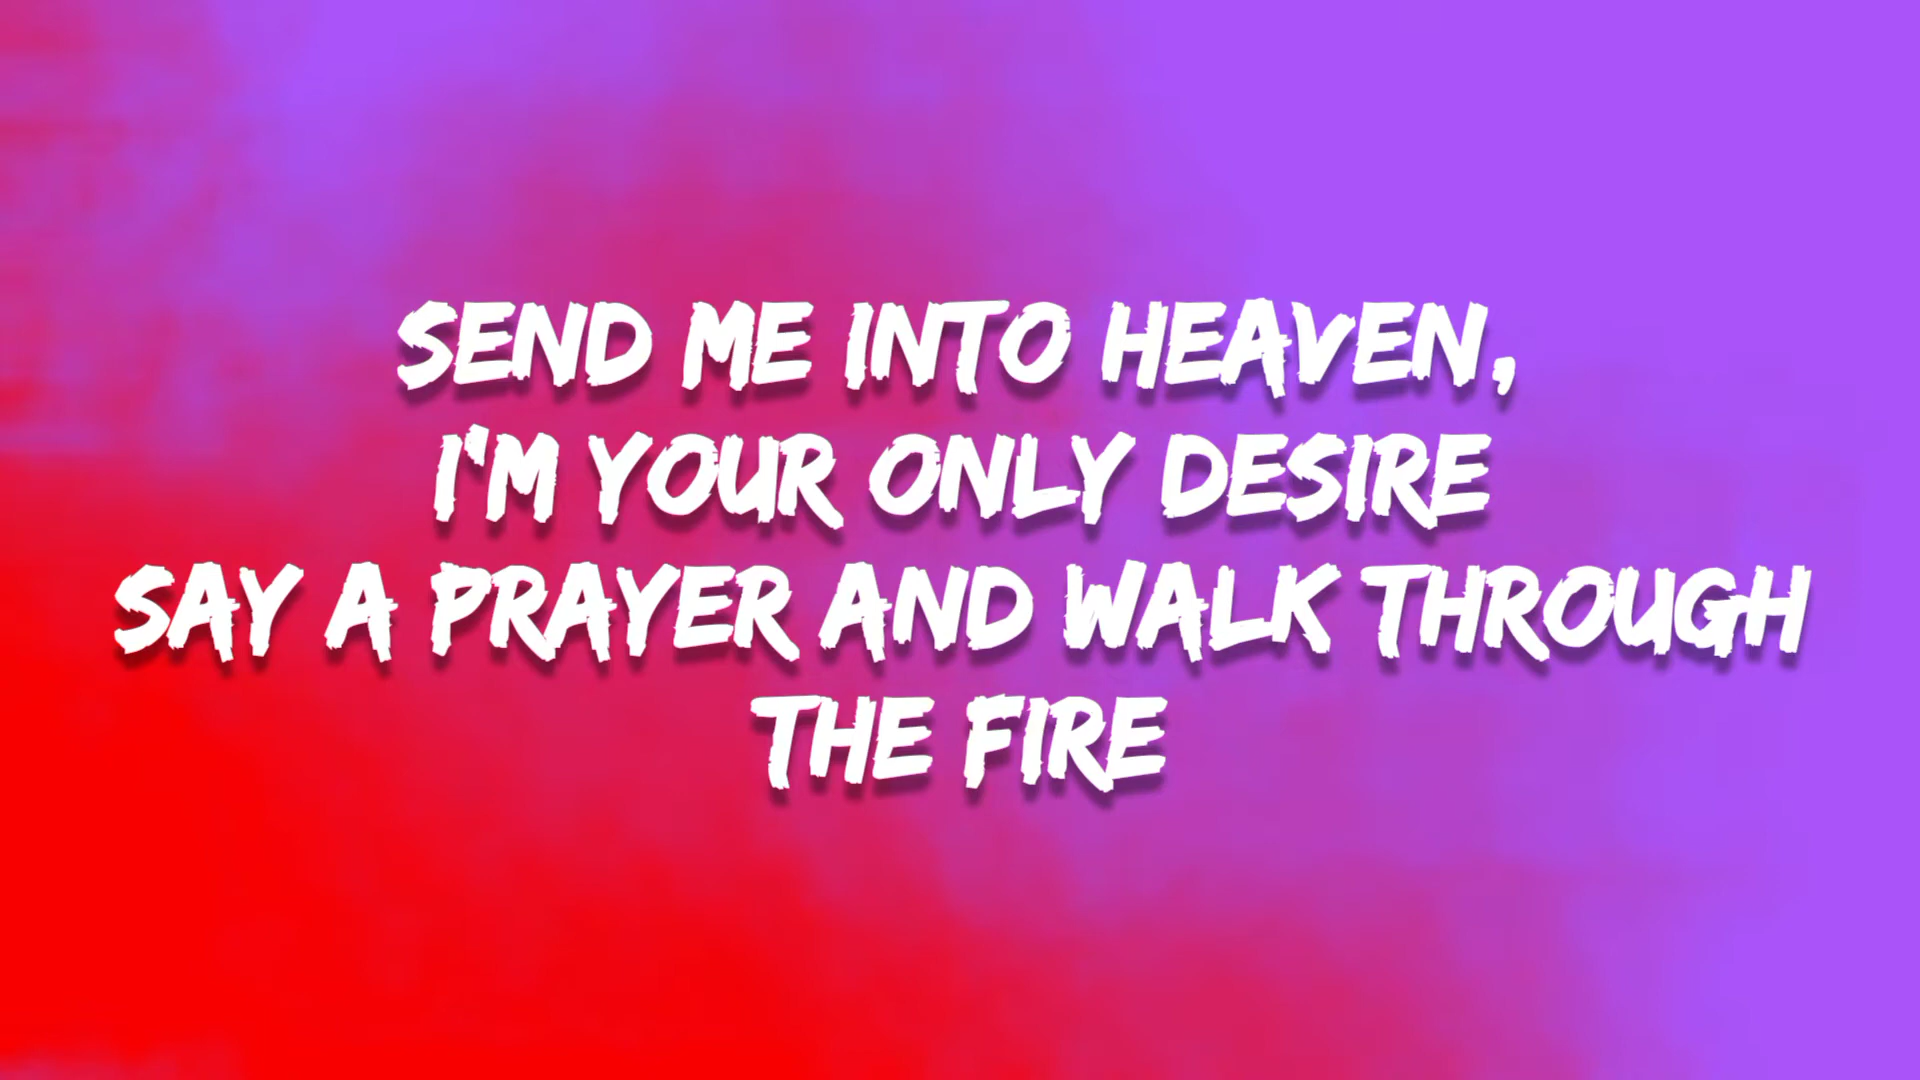 SEND ME INTO HEAVEN,
I'M YOUR ONLY DESIRE
SAY A PRAYER AND WALK THROUGH
THE FIRE